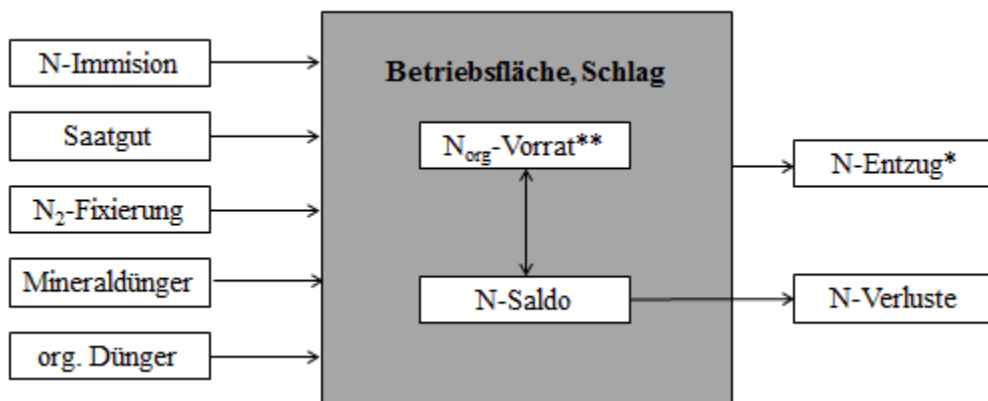 N-Immision
Saatgut
N₂-Fixierung
Mineraldünger
org. Dünger
Betriebsfläche, Schlag
Norg-Vorrat**
N-Saldo
N-Entzug*
N-Verluste